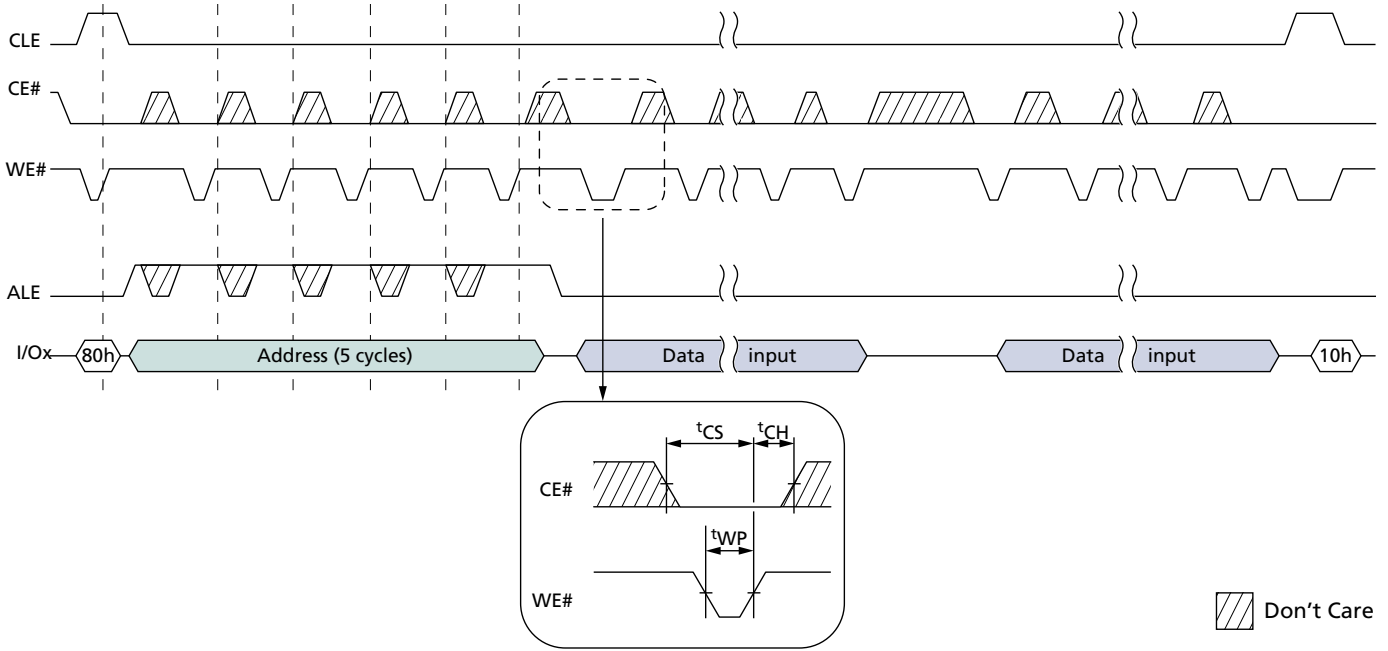 CLE
CE#
WE#
ALE
I/Ox
80h
Address (5 cycles)
Data input
Data input
10h
tCS
tCH
CE#
tWP
WE#
Don't Care